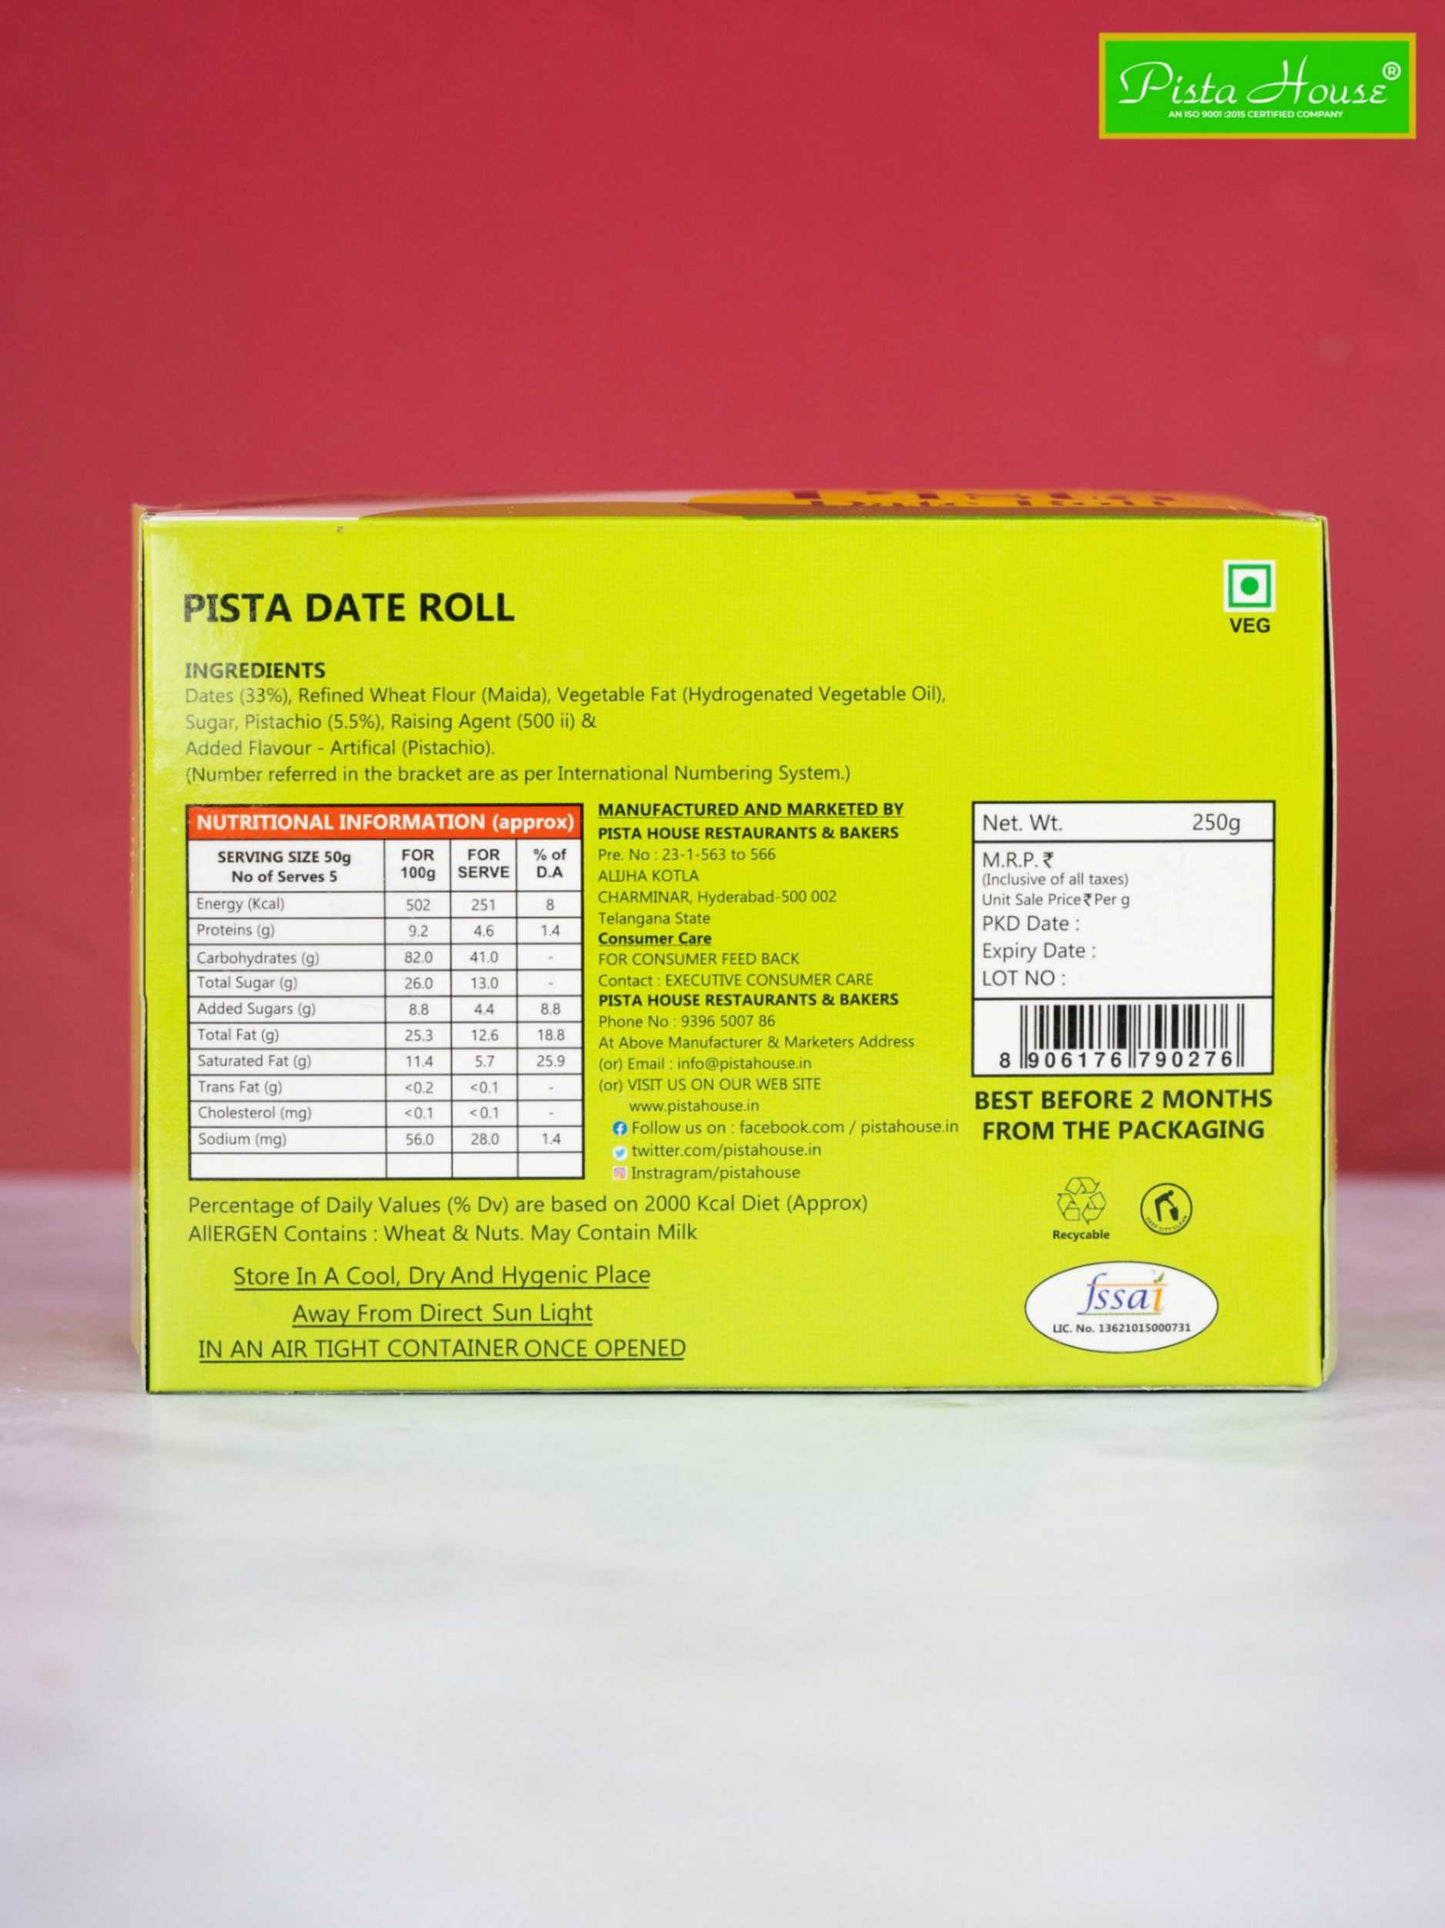 Pista House®
AN ISO 9001 :2015 CERTIFIED COMPANY
PISTA DATE ROLL
VEG
INGREDIENTS
Dates (33%), Refined Wheat Flour (Maida), Vegetable Fat (Hydrogenated Vegetable Oil),
Sugar, Pistachio (5.5%), Raising Agent (500 ii) &
Added Flavour - Artifical (Pistachio).
(Number referred in the bracket are as per International Numbering System.)
NUTRITIONAL INFORMATION (approx)
SERVING SIZE 50g No of Serves 5 FOR 100g FOR SERVE % of D.A
Energy (Kcal) 502 251 8
Proteins (g) 9.2 4.6 1.4
Carbohydrates (g) 82.0 41.0 -
Total Sugar (g) 26.0 13.0 -
Added Sugars (g) 8.8 4.4 8.8
Total Fat (g) 25.3 12.6 18.8
Saturated Fat (g) 11.4 5.7 25.9
Trans Fat (g) <0.2 <0.1 -
Cholesterol (mg) <0.1 <0.1 -
Sodium (mg) 56.0 28.0 1.4
MANUFACTURED AND MARKETED BY
PISTA HOUSE RESTAURANTS & BAKERS
Pre. No : 23-1-563 to 566
ALIJHA KOTLA
CHARMINAR, Hyderabad-500 002
Telangana State
Consumer Care
FOR CONSUMER FEED BACK
Contact : EXECUTIVE CONSUMER CARE
PISTA HOUSE RESTAURANTS & BAKERS
Phone No : 9396 5007 86
At Above Manufacturer & Marketers Address
(or) Email : info@pistahouse.in
(or) VISIT US ON OUR WEB SITE
www.pistahouse.in
Follow us on : facebook.com / pistahouse.in
twitter.com/pistahouse.in
Instragram/pistahouse
Net. Wt. 250g
M.R.P. ₹
(Inclusive of all taxes)
Unit Sale Price ₹ Per g
PKD Date :
Expiry Date :
LOT NO :
8 906176 790276
BEST BEFORE 2 MONTHS
FROM THE PACKAGING
Recycable
fssai
LIC. No. 13621015000731
Percentage of Daily Values (% Dv) are based on 2000 Kcal Diet (Approx)
AllERGEN Contains : Wheat & Nuts. May Contain Milk
Store In A Cool, Dry And Hygenic Place
Away From Direct Sun Light
IN AN AIR TIGHT CONTAINER ONCE OPENED